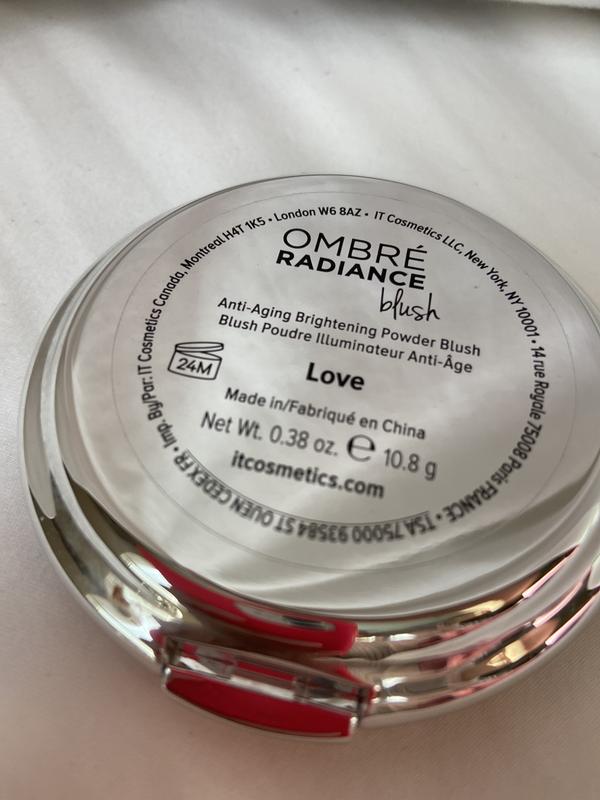 OMBRÉ
RADIANCE
blush
Anti-Aging Brightening Powder Blush
Blush Poudre Illuminateur Anti-Âge
24M
Love
Made in/Fabriqué en China
Net Wt. 0.38 oz. ℮ 10.8 g
itcosmetics.com
IT Cosmetics LLC, New York, NY 10001 • 14 rue Royale 75008 Paris FRANCE • TSA 75000 93584 ST OUEN CEDEX FR • Imp. By/Par: IT Cosmetics Canada, Montreal H4T 1K5 • London W6 8AZ •